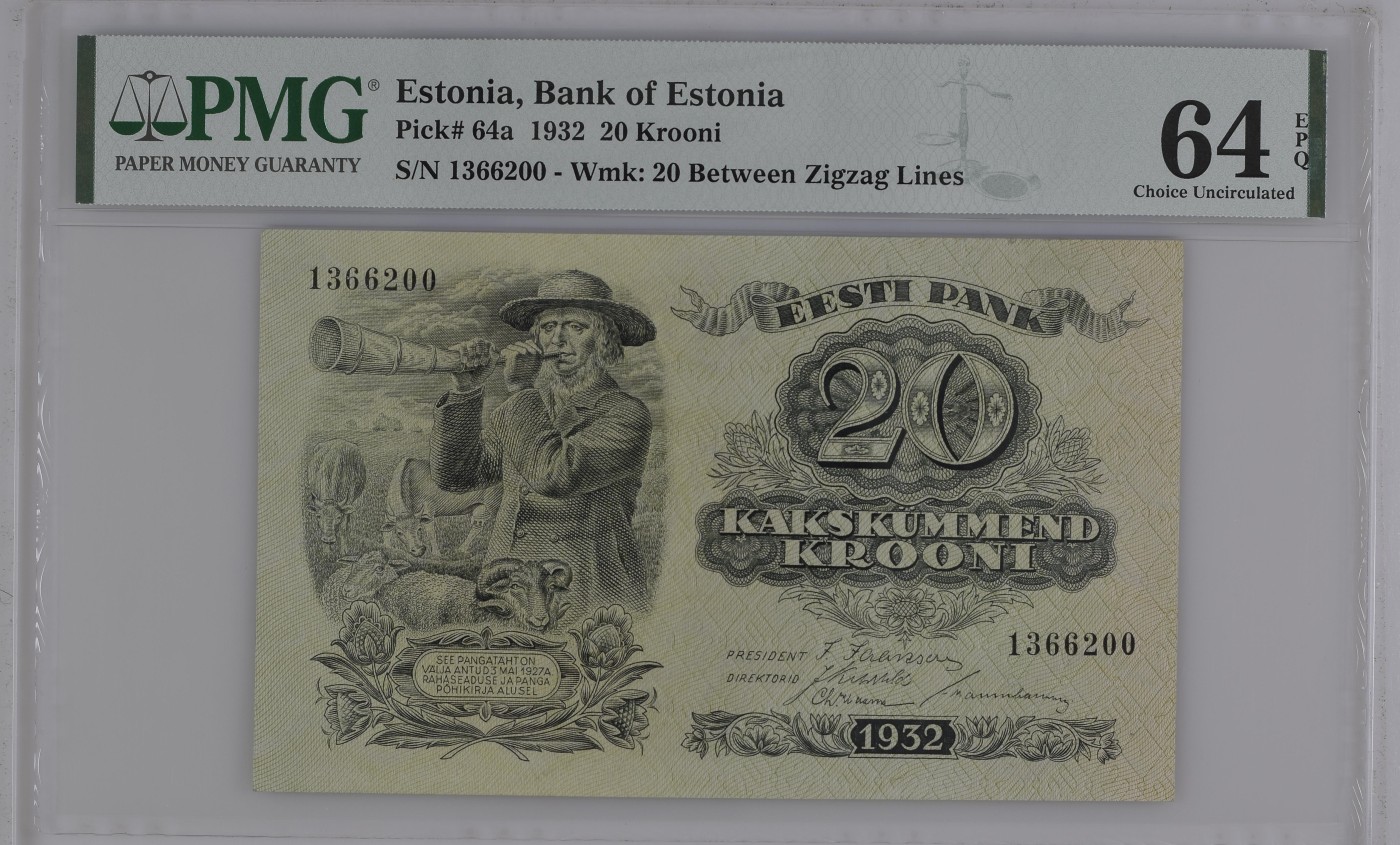 PMG®
PAPER MONEY GUARANTY
Estonia, Bank of Estonia
Pick# 64a 1932 20 Krooni
S/N 1366200 - Wmk: 20 Between Zigzag Lines
64
EPQ
Choice Uncirculated
1366200
EESTI PANK
20
KAKSKÜMMEND
KROONI
1366200
PRESIDENT
DIREKTORID
SEE PANGATÄHT ON
VÄLJA ANTUD 3 MAI 1927A
RAHASEADUSE JA PANGA
PÕHIKIRJA ALUSEL
1932